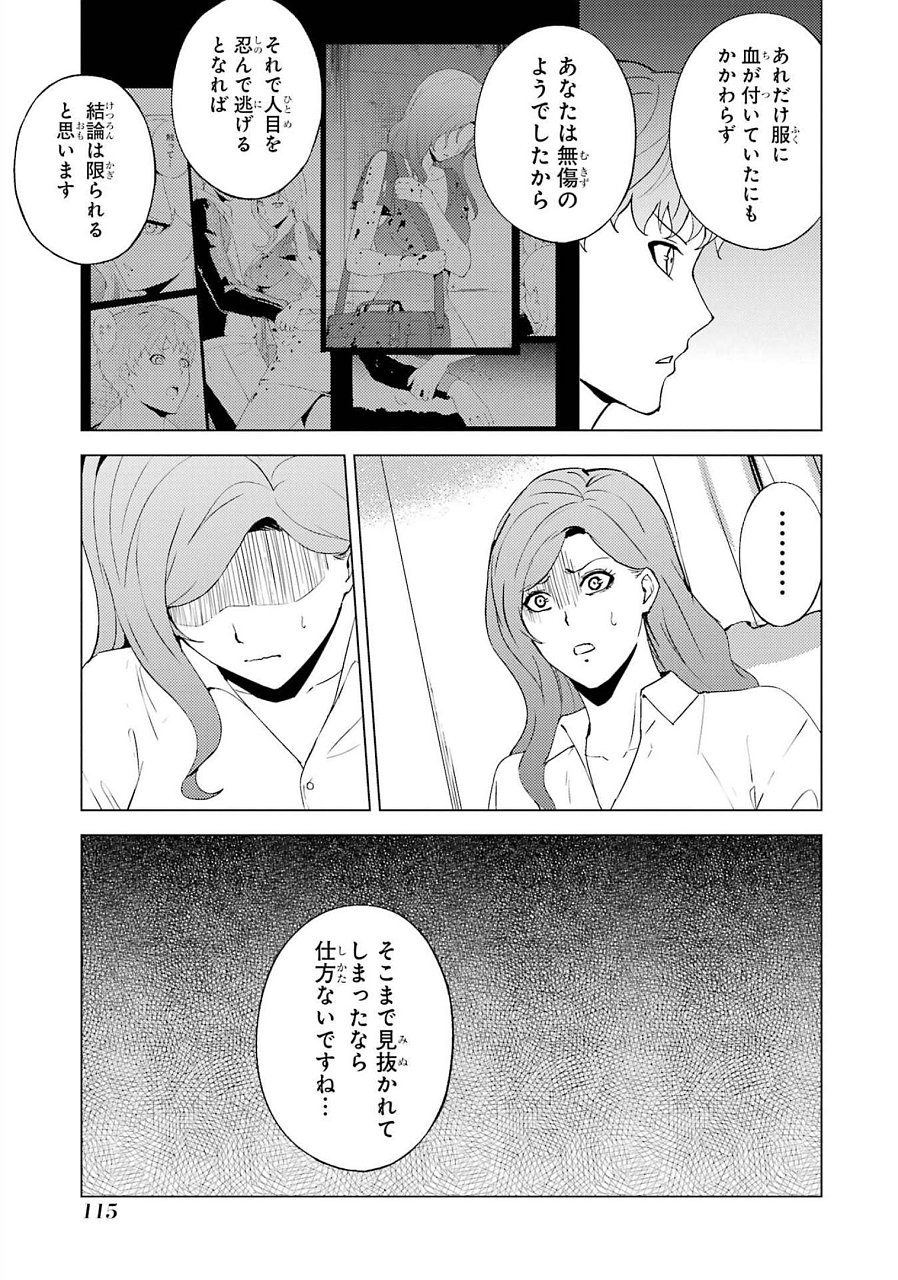 あれだけ服に
血が付いていたにも
かかわらず
あなたは無傷の
ようでしたから
それで人目を
忍んで逃げる
となれば
結論は限られる
と思います
触って…
………
そこまで見抜かれて
しまったなら
仕方ないですね…
115